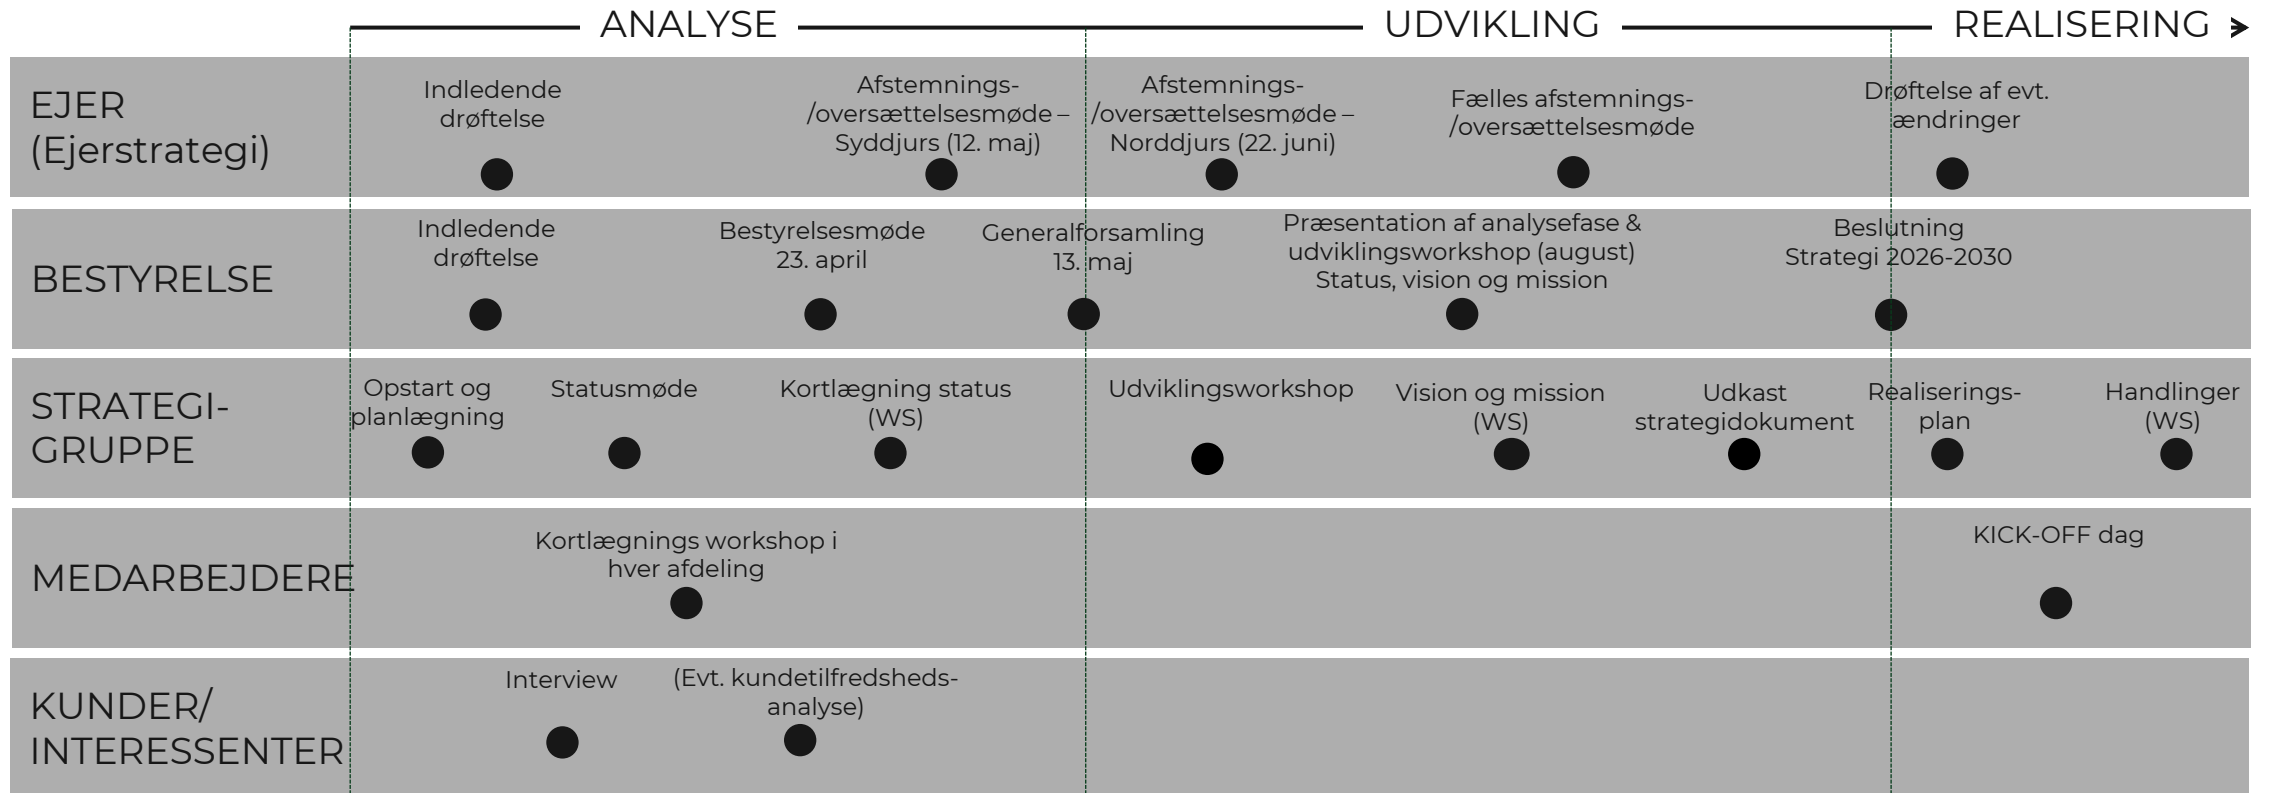 ANALYSE
UDVIKLING
REALISERING
EJER
(Ejerstrategi)
Indledende
drøftelse
Afstemnings-
/oversættelsesmøde –
Syddjurs (12. maj)
Afstemnings-
/oversættelsesmøde –
Norddjurs (22. juni)
Fælles afstemnings-
/oversættelsesmøde
Drøftelse af evt.
ændringer
BESTYRELSE
Indledende
drøftelse
Bestyrelsesmøde
23. april
Generalforsamling
13. maj
Præsentation af analysefase &
udviklingsworkshop (august)
Status, vision og mission
Beslutning
Strategi 2026-2030
STRATEGI-
GRUPPE
Opstart og
planlægning
Statusmøde
Kortlægning status
(WS)
Udviklingsworkshop
Vision og mission
(WS)
Udkast
strategidokument
Realiserings-
plan
Handlinger
(WS)
MEDARBEJDERE
Kortlægnings workshop i
hver afdeling
KICK-OFF dag
KUNDER/
INTERESSENTER
Interview
(Evt. kundetilfredsheds-
analyse)